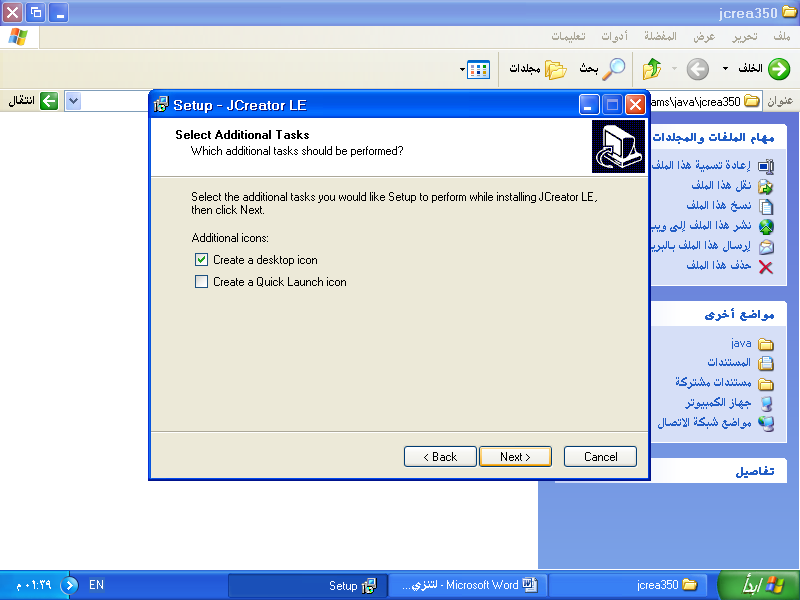 jcrea350
ملف تحرير عرض المفضلة أدوات تعليمات
الخلف بحث مجلدات
عنوان ams\java\jcrea350 انتقال
Setup - JCreator LE
Select Additional Tasks
Which additional tasks should be performed?
Select the additional tasks you would like Setup to perform while installing JCreator LE,
then click Next.
Additional icons:
Create a desktop icon
Create a Quick Launch icon
< Back Next > Cancel
مهام الملفات والمجلدات
إعادة تسمية هذا الملف
نقل هذا الملف
نسخ هذا الملف
نشر هذا الملف إلى ويب
إرسال هذا الملف بالبريد
حذف هذا الملف
مواضع أخرى
java
المستندات
مستندات مشتركة
جهاز الكمبيوتر
مواضع شبكة الاتصال
تفاصيل
ابدأ jcrea350 لتنزي... - Microsoft Word Setup EN ٠١:٣٩ م